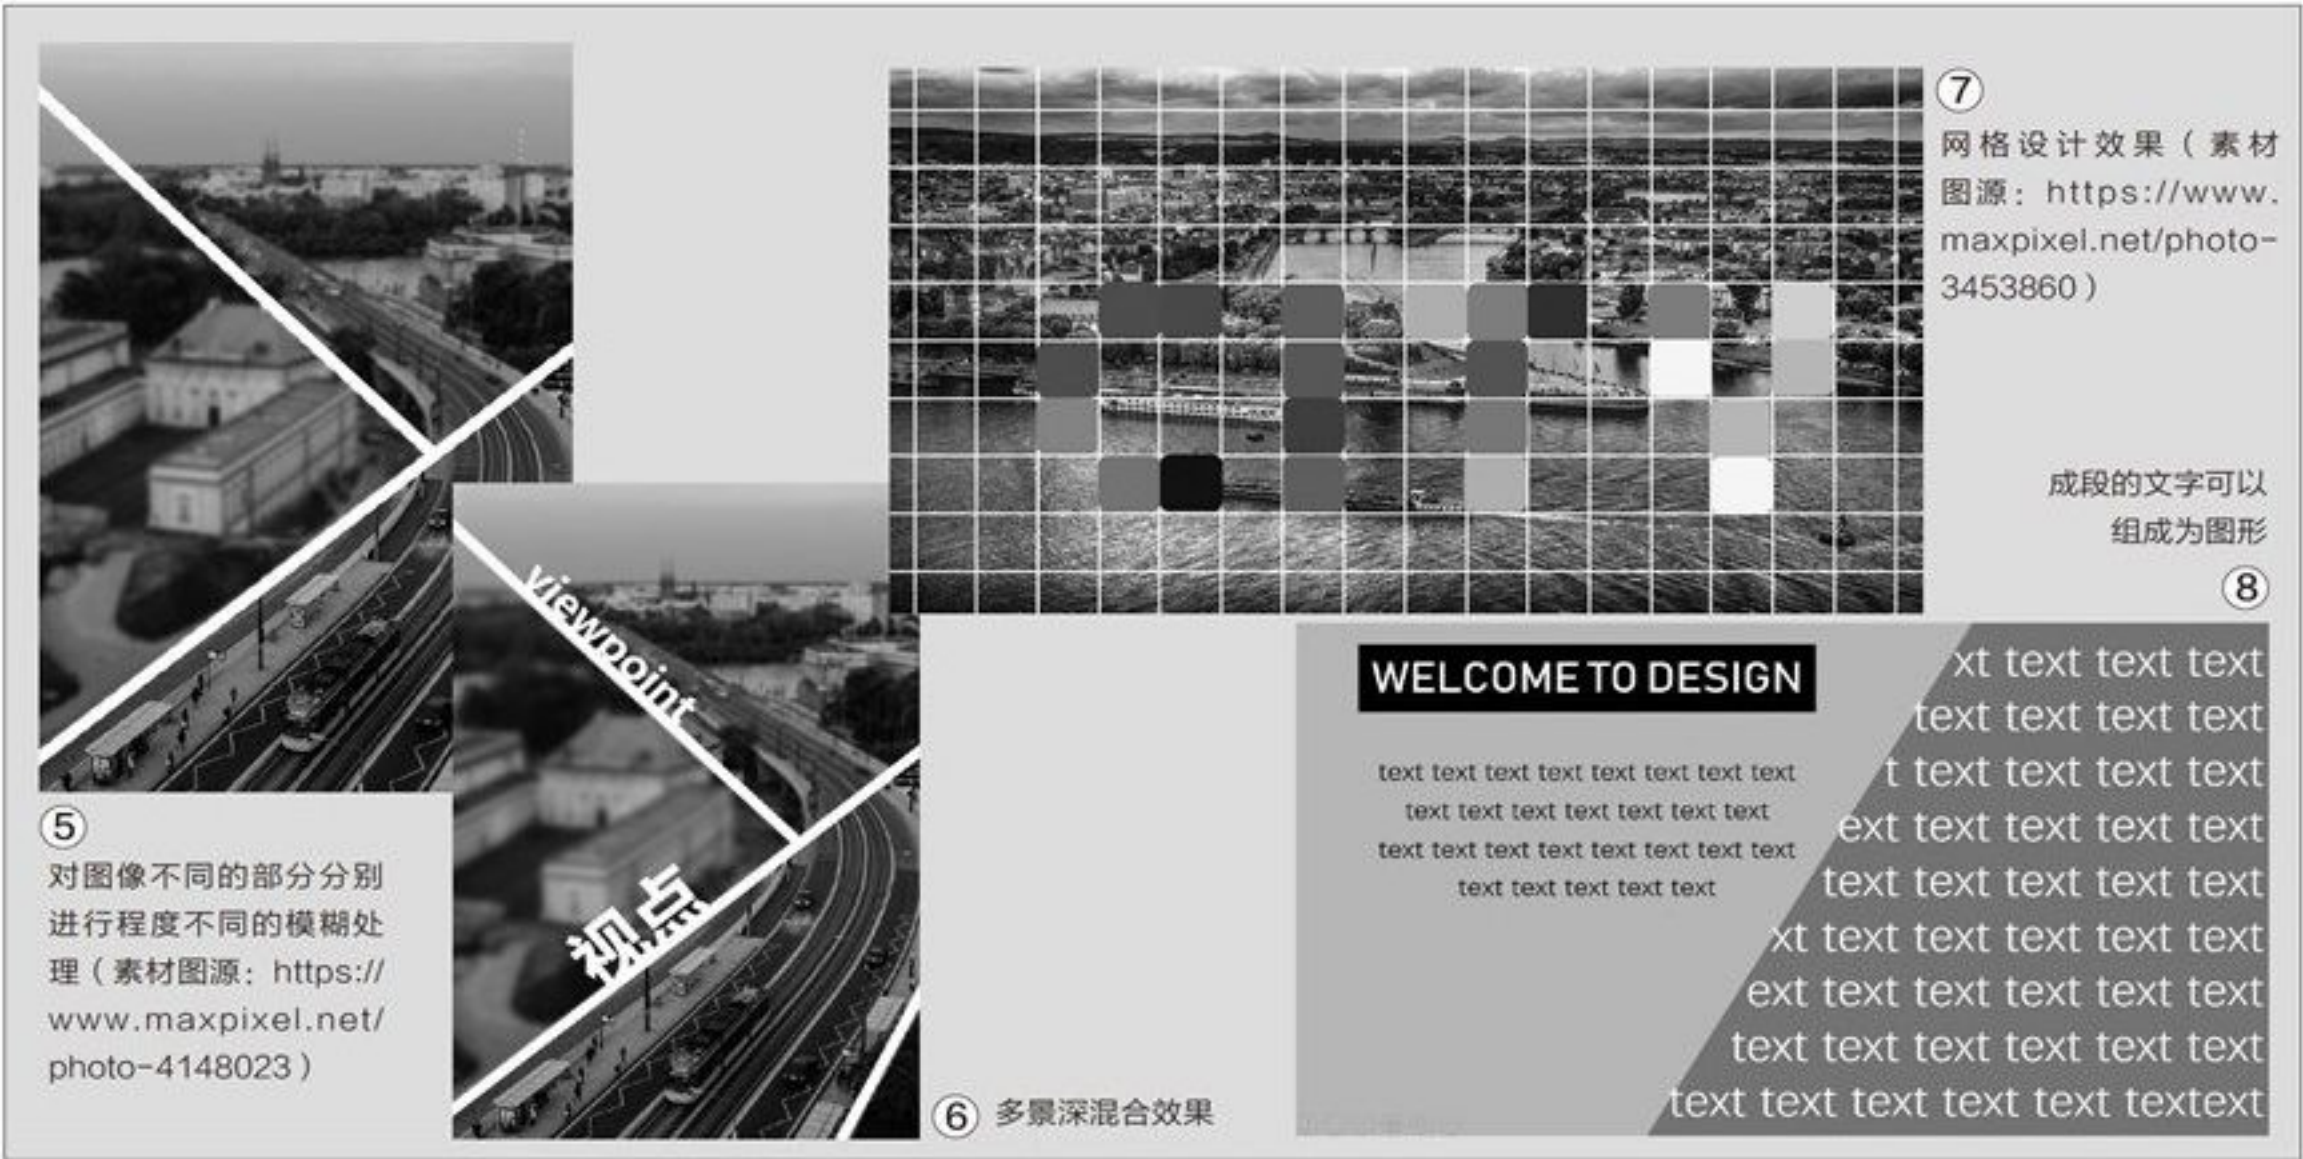 ⑤
对图像不同的部分分别
进行程度不同的模糊处
理（素材图源：https://
www.maxpixel.net/
photo-4148023）
viewpoint
视点
⑥ 多景深混合效果
⑦
网格设计效果（素材
图源：https://www.
maxpixel.net/photo-
3453860）
成段的文字可以
组成为图形
⑧
WELCOME TO DESIGN
text text text text text text text text
text text text text text text text
text text text text text text text text
text text text text text
xt text text text
text text text text
t text text text text
ext text text text text
text text text text text
xt text text text text text
ext text text text text text
text text text text text text
text text text text text textext